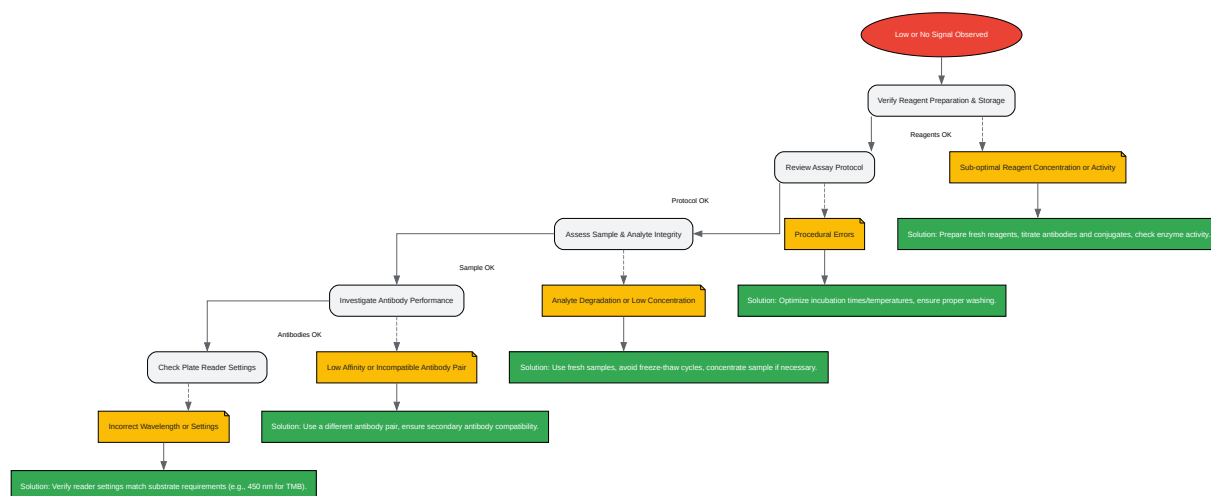 Low or No Signal Observed
Verify Reagent Preparation & Storage
Reagents OK
Review Assay Protocol
Sub-optimal Reagent Concentration or Activity
Protocol OK
Assess Sample & Analyte Integrity
Procedural Errors
Solution: Prepare fresh reagents, titrate antibodies and conjugates, check enzyme activity.
Sample OK
Investigate Antibody Performance
Analyte Degradation or Low Concentration
Solution: Optimize incubation times/temperatures, ensure proper washing.
Antibodies OK
Check Plate Reader Settings
Low Affinity or Incompatible Antibody Pair
Solution: Use fresh samples, avoid freeze-thaw cycles, concentrate sample if necessary.
Incorrect Wavelength or Settings
Solution: Use a different antibody pair, ensure secondary antibody compatibility.
Solution: Verify reader settings match substrate requirements (e.g., 450 nm for TMB).